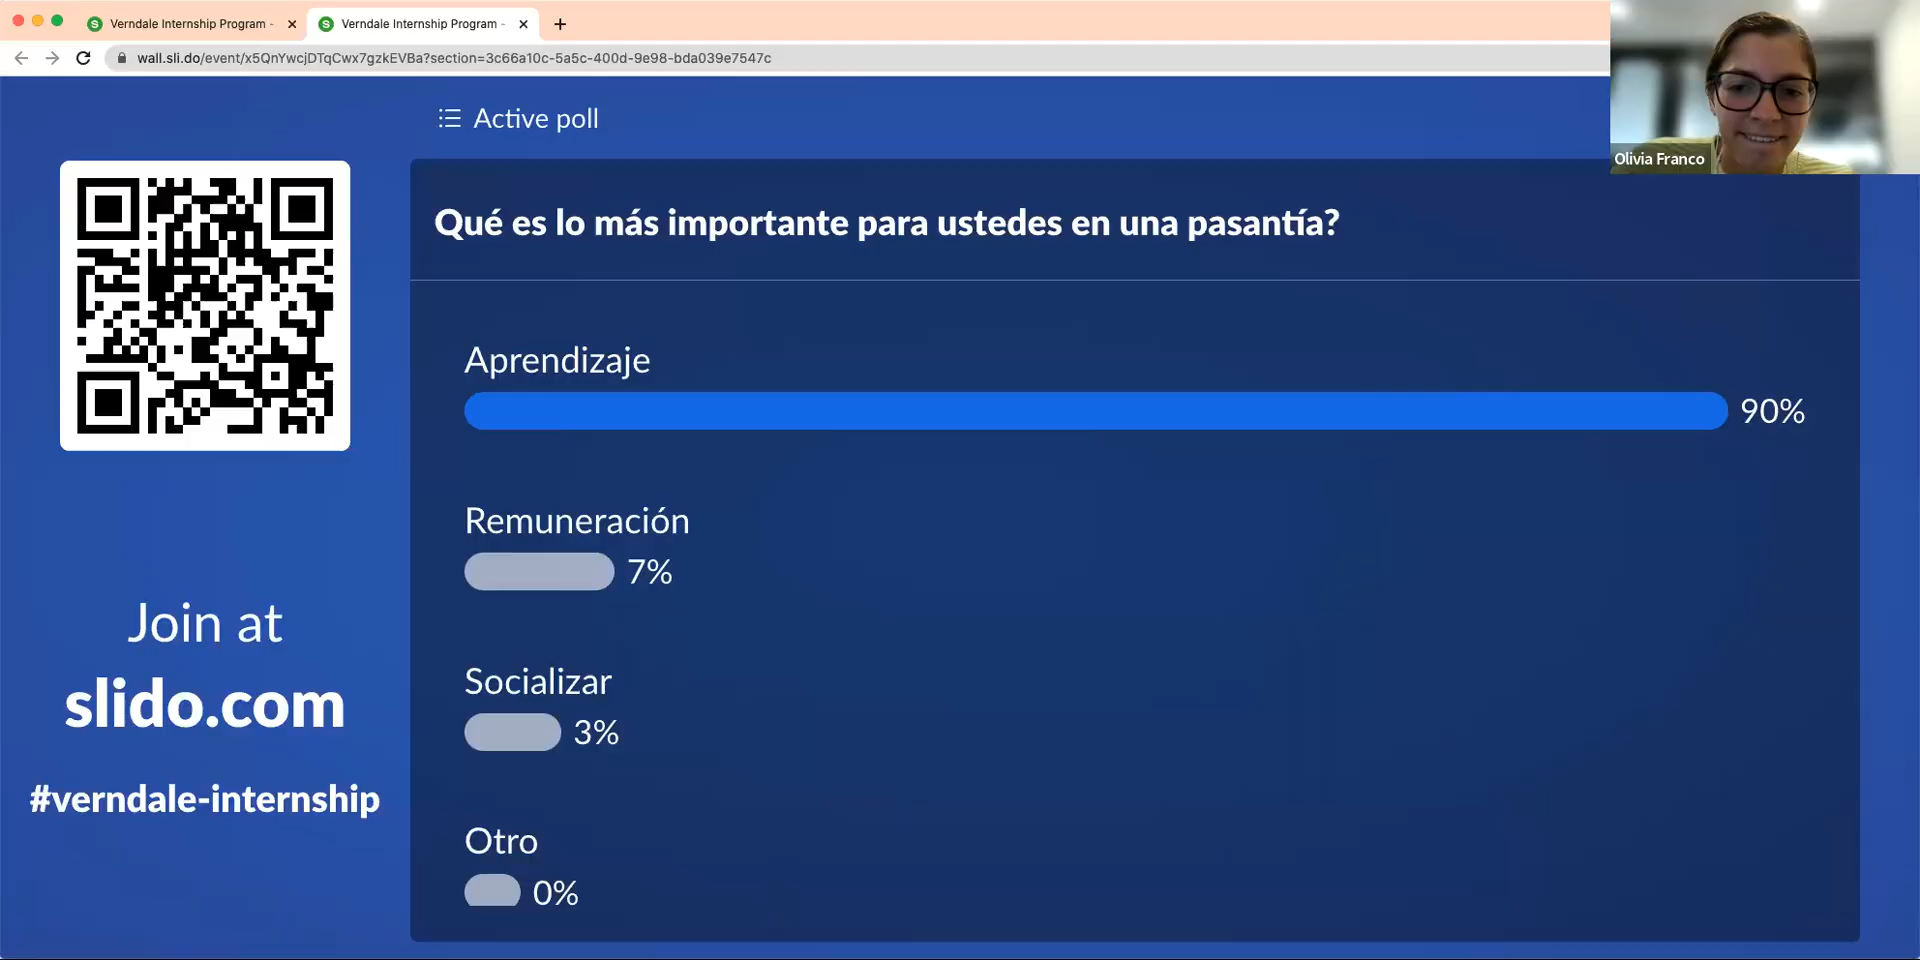 Verndale Internship Program -
Verndale Internship Program -
wall.sli.do/event/x5QnYwcjDTqCwx7gzkEVBa?section=3c66a10c-5a5c-400d-9e98-bda039e7547c
Olivia Franco
Active poll
Qué es lo más importante para ustedes en una pasantía?
Aprendizaje
90%
Remuneración
7%
Socializar
3%
Otro
0%
Join at
slido.com
#verndale-internship